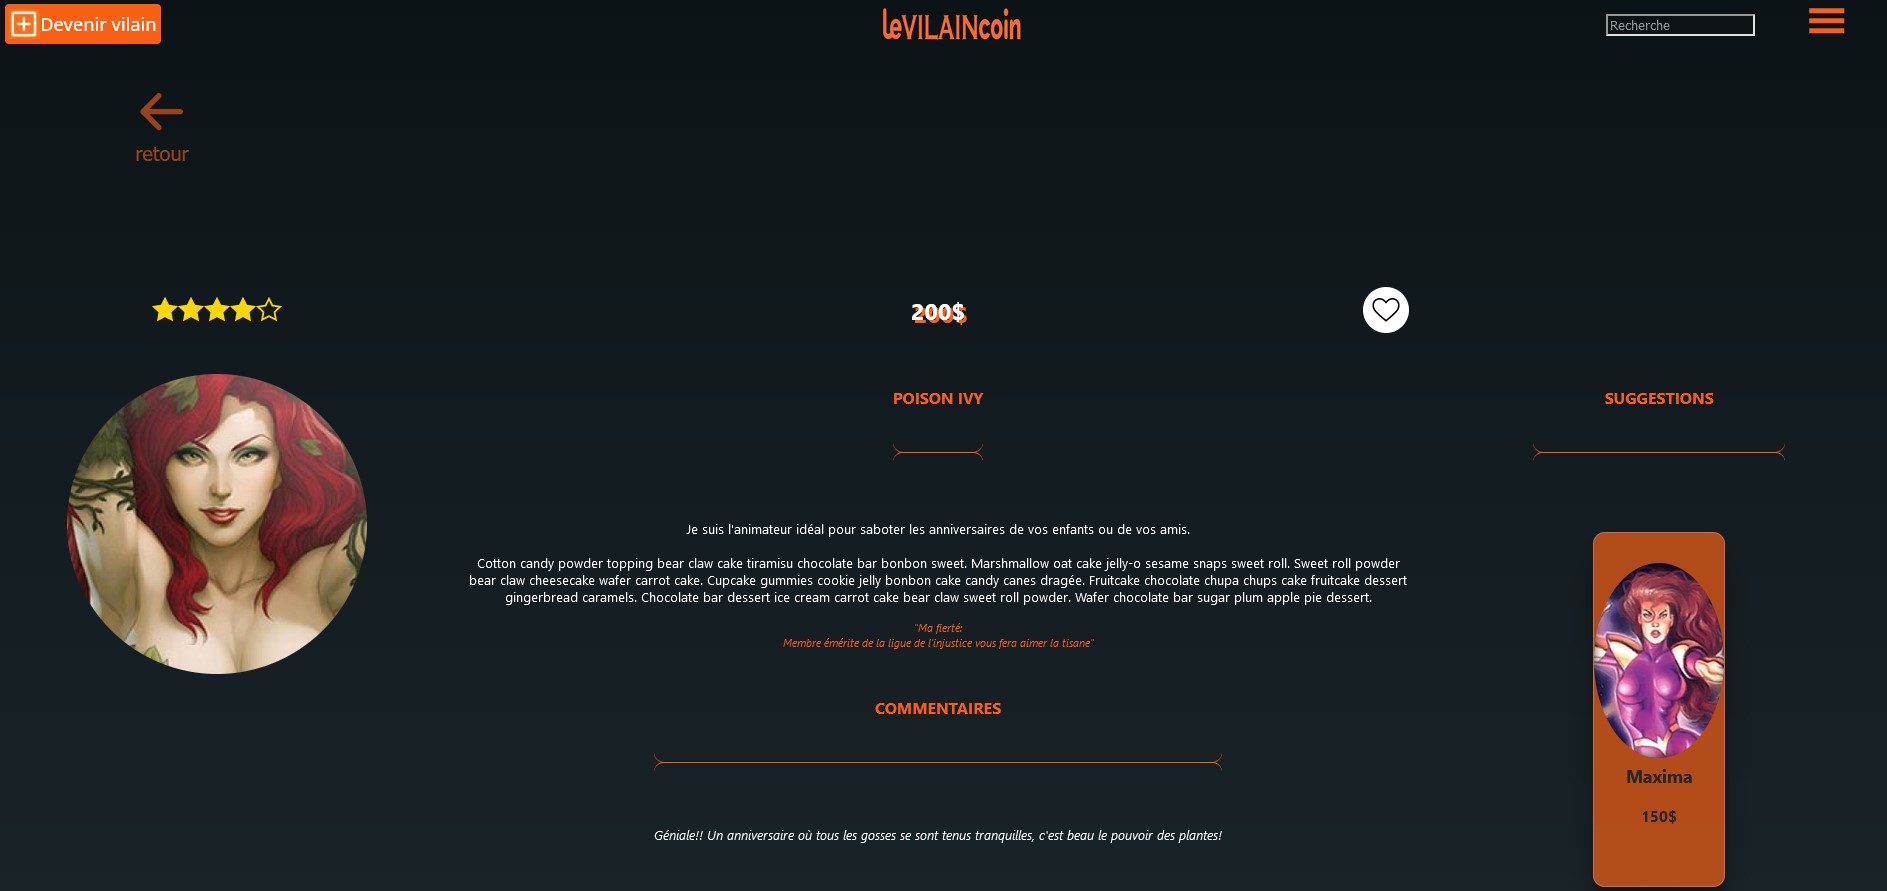 Devenir vilain
leVILAINcoin
Recherche
retour
200$
POISON IVY
SUGGESTIONS
Je suis l'animateur idéal pour saboter les anniversaires de vos enfants ou de vos amis.
Cotton candy powder topping bear claw cake tiramisu chocolate bar bonbon sweet. Marshmallow oat cake jelly-o sesame snaps sweet roll. Sweet roll powder
bear claw cheesecake wafer carrot cake. Cupcake gummies cookie jelly bonbon cake candy canes dragée. Fruitcake chocolate chupa chups cake fruitcake dessert
gingerbread caramels. Chocolate bar dessert ice cream carrot cake bear claw sweet roll powder. Wafer chocolate bar sugar plum apple pie dessert.
"Ma fierté:
Membre émérite de la ligue de l'injustice vous fera aimer la tisane"
COMMENTAIRES
Géniale!! Un anniversaire où tous les gosses se sont tenus tranquilles, c'est beau le pouvoir des plantes!
Maxima
150$